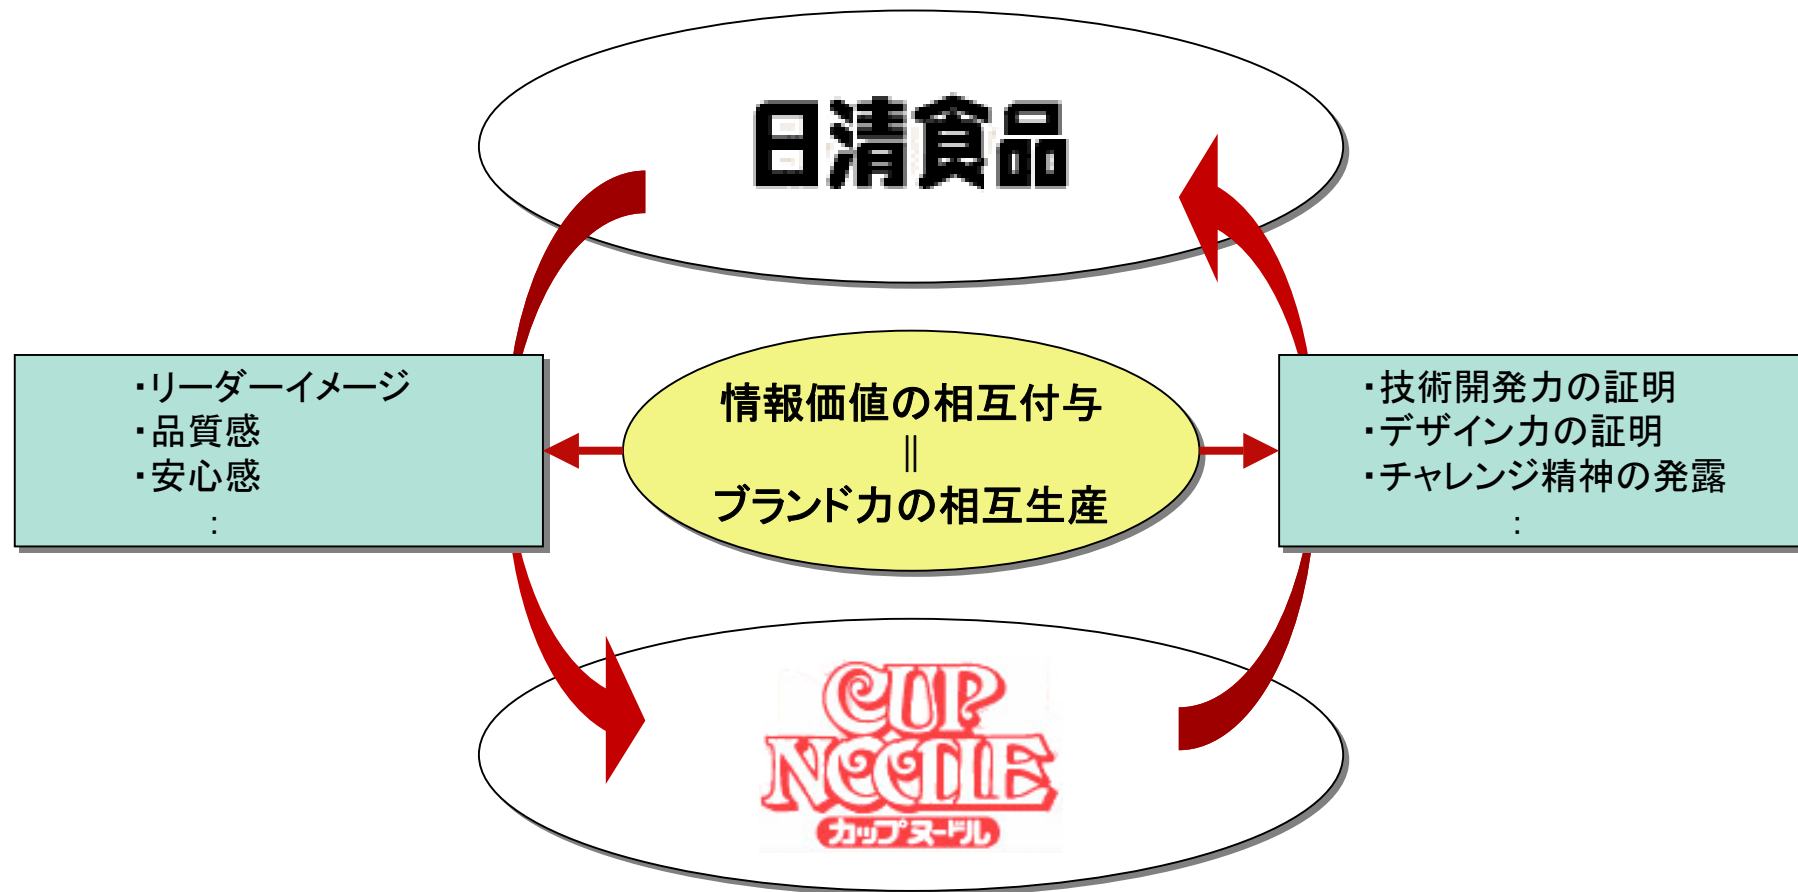 日清食品
・リーダーイメージ
・品質感
・安心感
：
情報価値の相互付与
||
ブランド力の相互生産
・技術開発力の証明
・デザイン力の証明
・チャレンジ精神の発露
：
CUP
NOODLE
カップヌードル